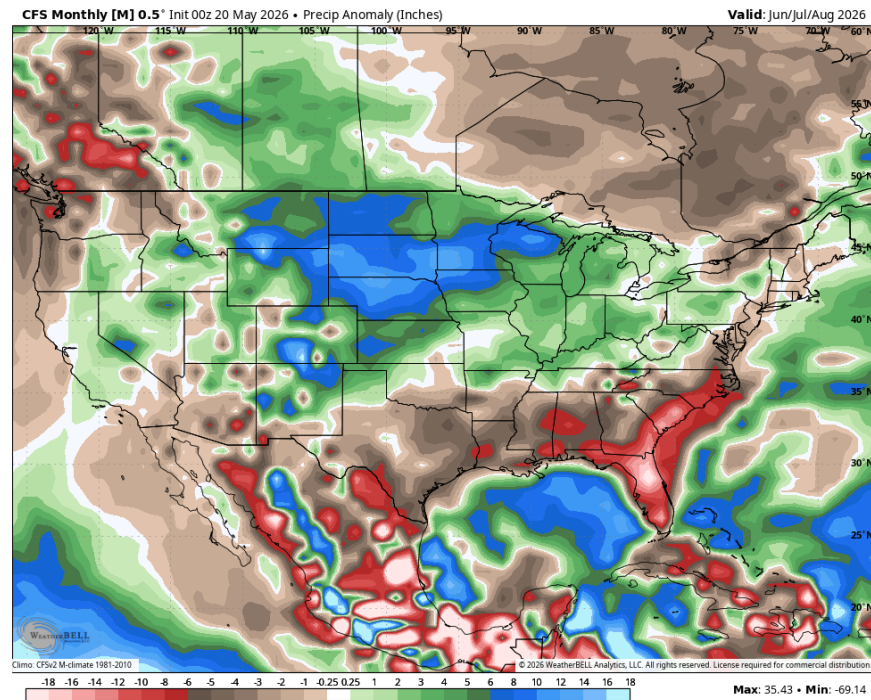 CFS Monthly [M] 0.5° Init 00z 20 May 2026 • Precip Anomaly (Inches) Valid: Jun/Jul/Aug 2026
120°W 115°W 110°W 105°W 100°W 95°W 90°W 85°W 80°W 75°W 70°W 60°N
55°N
50°N
45°N
40°N
35°N
30°N
25°N
20°N
WEATHERBELL
Climo: CFSv2 M-climate 1981-2010 © 2026 WeatherBELL Analytics, LLC. All rights reserved. License required for commercial distribution.
-18 -16 -14 -12 -10 -8 -6 -5 -4 -3 -2 -1 -0.25 0.25 1 2 3 4 5 6 8 10 12 14 16 18
Max: 35.43 • Min: -69.14